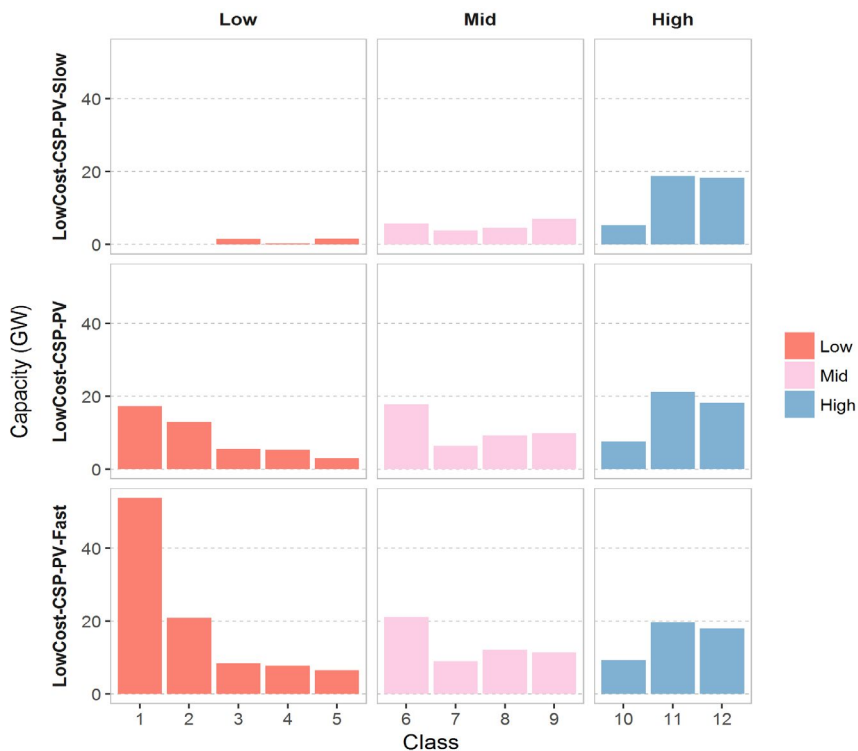 Low Mid High
LowCost-CSP-PV-Slow
40
20
0
LowCost-CSP-PV
40
20
0
LowCost-CSP-PV-Fast
40
20
0
Capacity (GW)
1 2 3 4 5 6 7 8 9 10 11 12
Class
Low
Mid
High